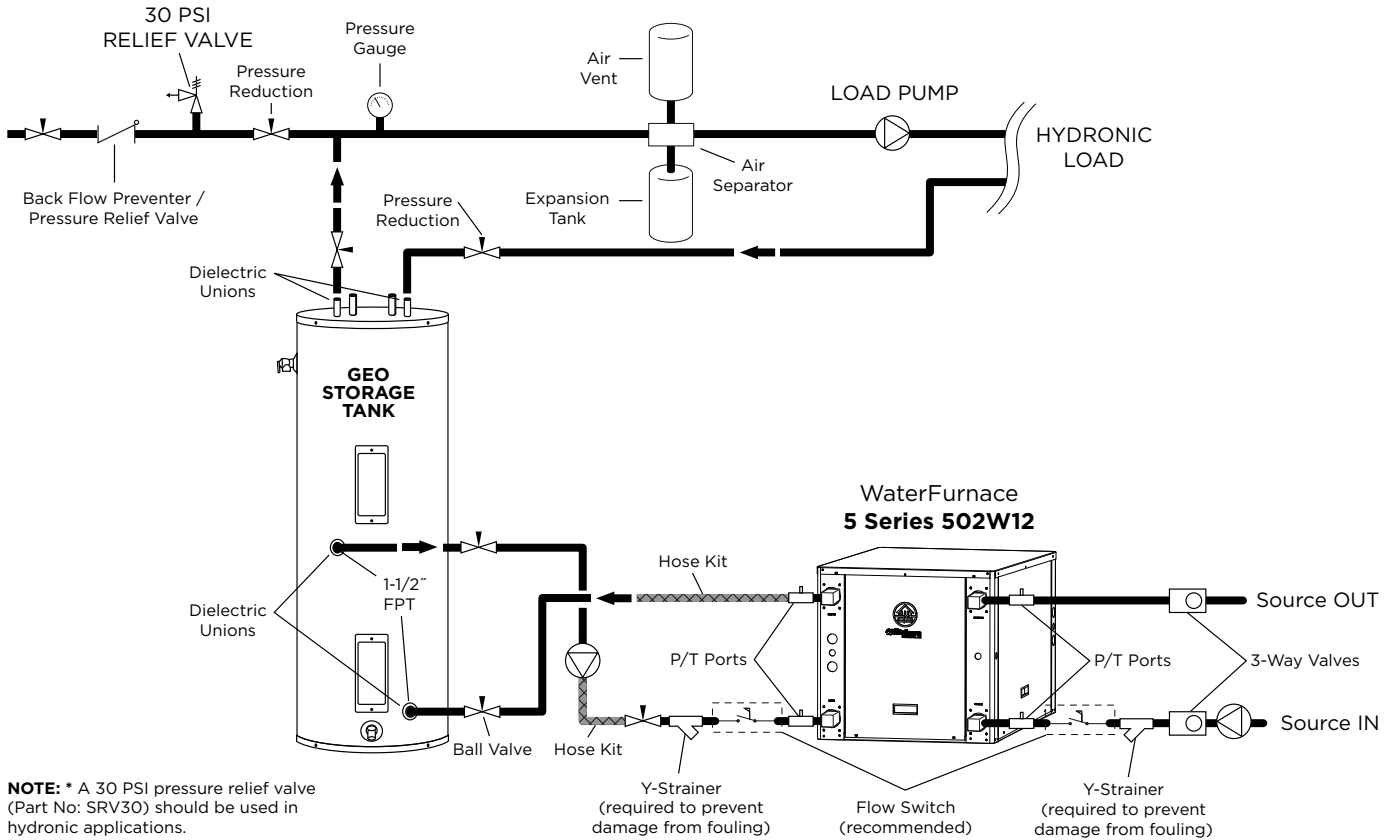 30 PSI
RELIEF VALVE
Pressure
Reduction
Pressure
Gauge
Air
Vent
LOAD PUMP
HYDRONIC
LOAD
Back Flow Preventer /
Pressure Relief Valve
Pressure
Reduction
Expansion
Tank
Air
Separator
Dielectric
Unions
GEO
STORAGE
TANK
WaterFurnace
5 Series 502W12
Hose Kit
1-1/2˝
FPT
Dielectric
Unions
P/T Ports
P/T Ports
Source OUT
3-Way Valves
Source IN
Ball Valve
Hose Kit
Y-Strainer
(required to prevent
damage from fouling)
Flow Switch
(recommended)
Y-Strainer
(required to prevent
damage from fouling)
NOTE: * A 30 PSI pressure relief valve
(Part No: SRV30) should be used in
hydronic applications.